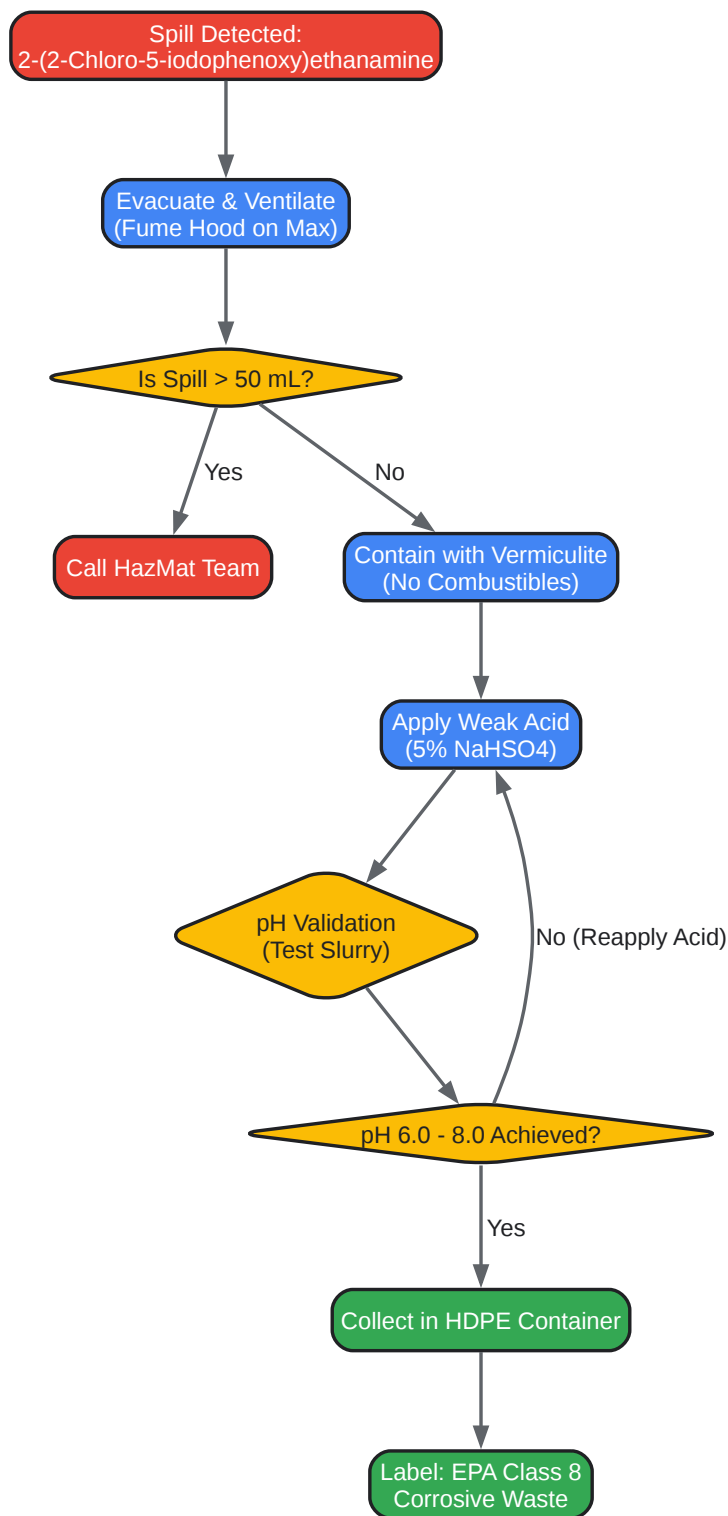 Spill Detected:
2-(2-Chloro-5-iodophenoxy)ethanamine
Evacuate & Ventilate
(Fume Hood on Max)
Is Spill > 50 mL?
Yes
No
Call HazMat Team
Contain with Vermiculite
(No Combustibles)
Apply Weak Acid
(5% NaHSO4)
pH Validation
(Test Slurry)
No (Reapply Acid)
pH 6.0 - 8.0 Achieved?
Yes
Collect in HDPE Container
Label: EPA Class 8
Corrosive Waste